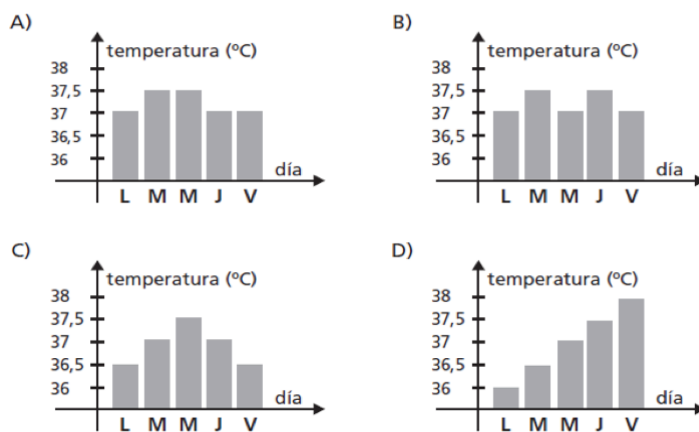 A)
temperatura (ºC)
38
37,5
37
36,5
36
día
L M M J V
B)
temperatura (ºC)
38
37,5
37
36,5
36
día
L M M J V
C)
temperatura (ºC)
38
37,5
37
36,5
36
día
L M M J V
D)
temperatura (ºC)
38
37,5
37
36,5
36
día
L M M J V